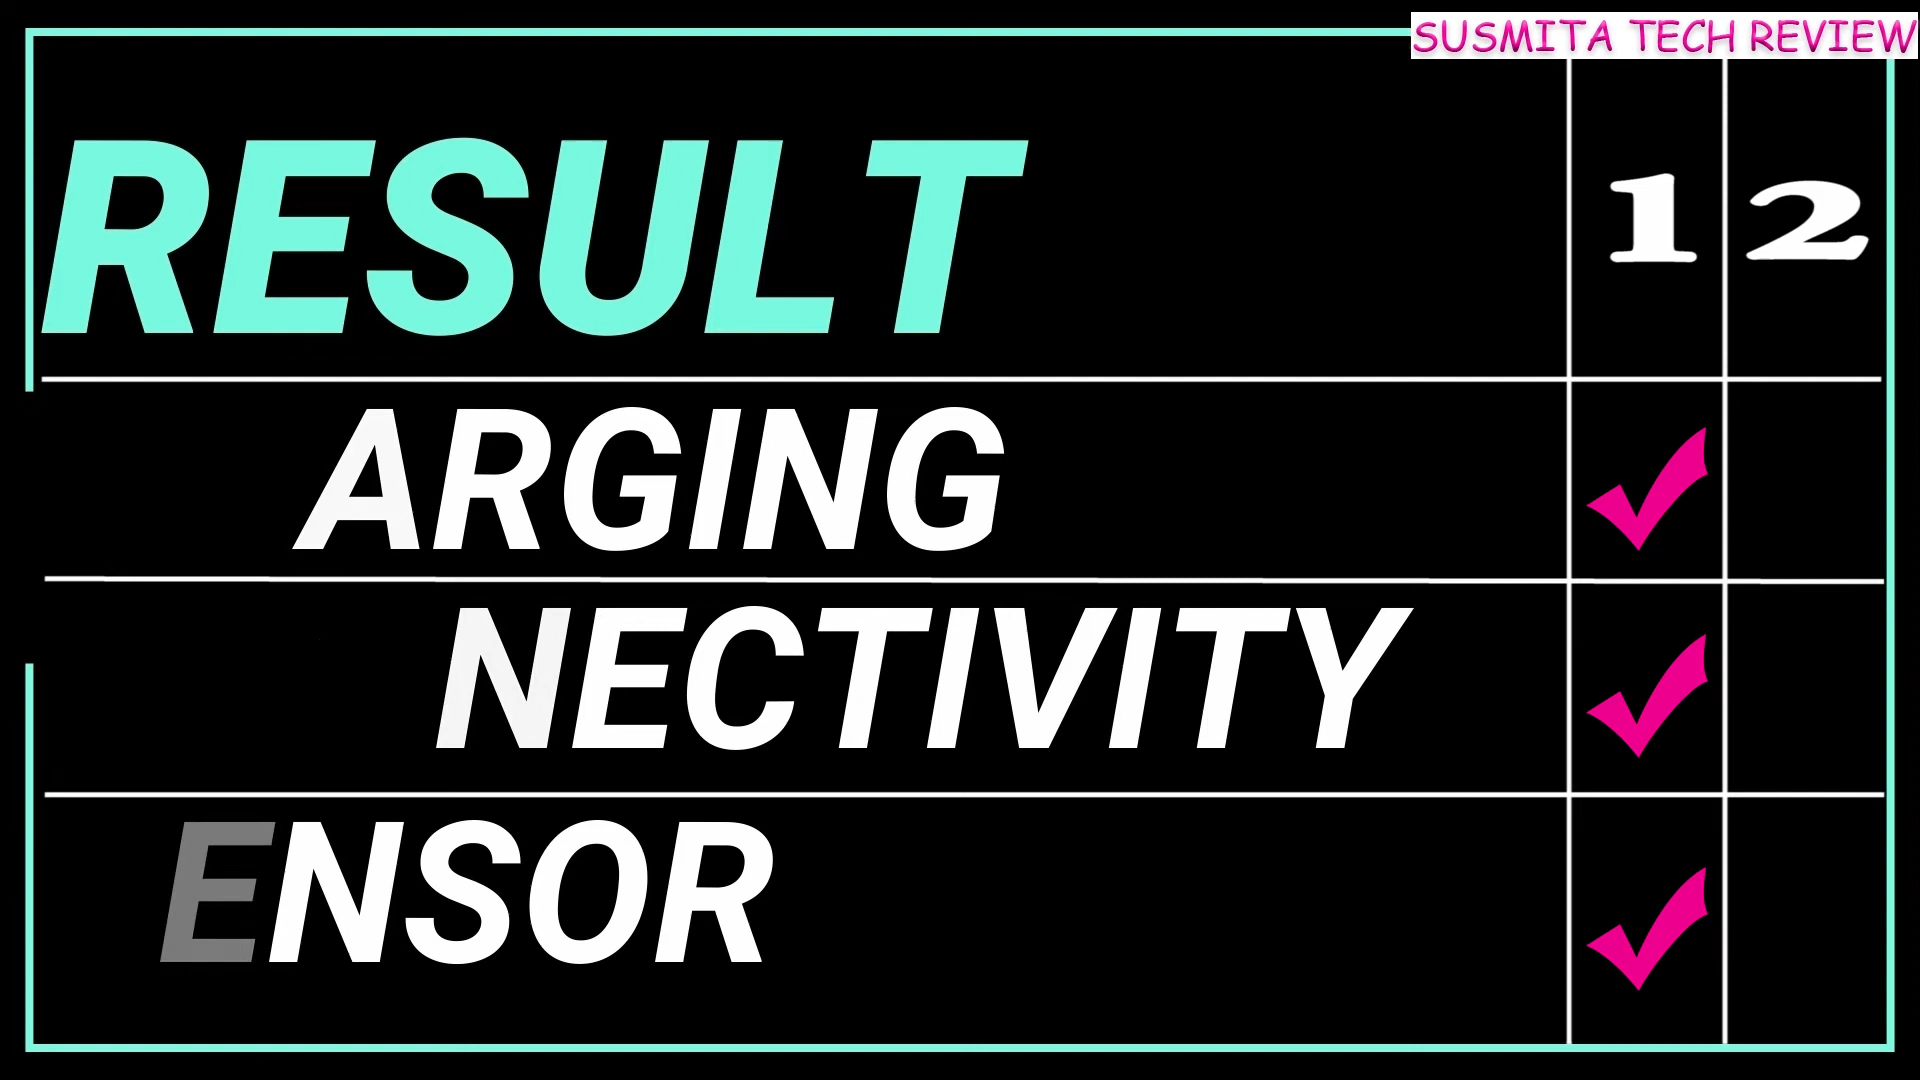 SUSMITA TECH REVIEW
RESULT 1 2
ARGING
NECTIVITY
ENSOR